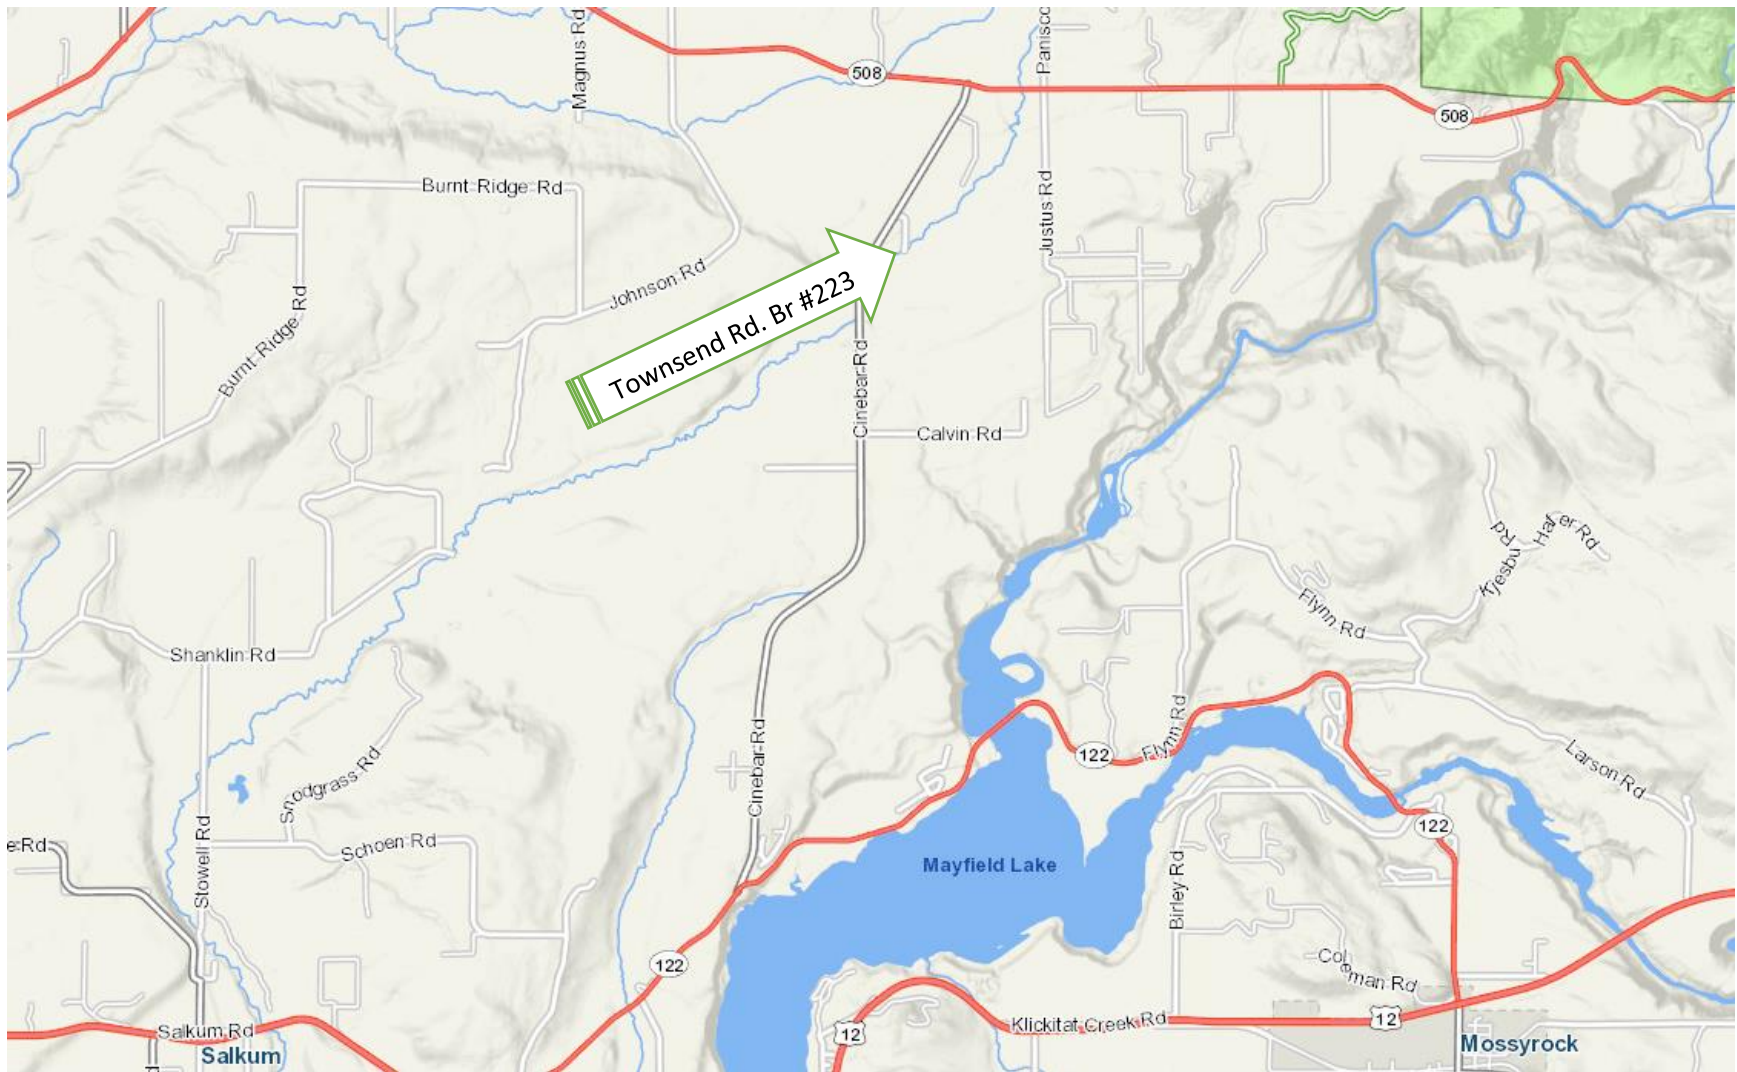 Magnus Rd
Panisco
508
508
Burnt Ridge Rd
Justus Rd
Johnson Rd
Townsend Rd. Br #223
Burnt Ridge Rd
Cinebar Rd
Calvin Rd
Hafer Rd
Kjesbu Rd
Flynn Rd
Shanklin Rd
Flynn Rd
122
Cinebar Rd
Larson Rd
Snodgrass Rd
122
Schoen Rd
e Rd
Stowell Rd
Mayfield Lake
Birley Rd
122
Coleman Rd
Salkum Rd
12
Klickitat Creek Rd
12
Salkum
Mossyrock